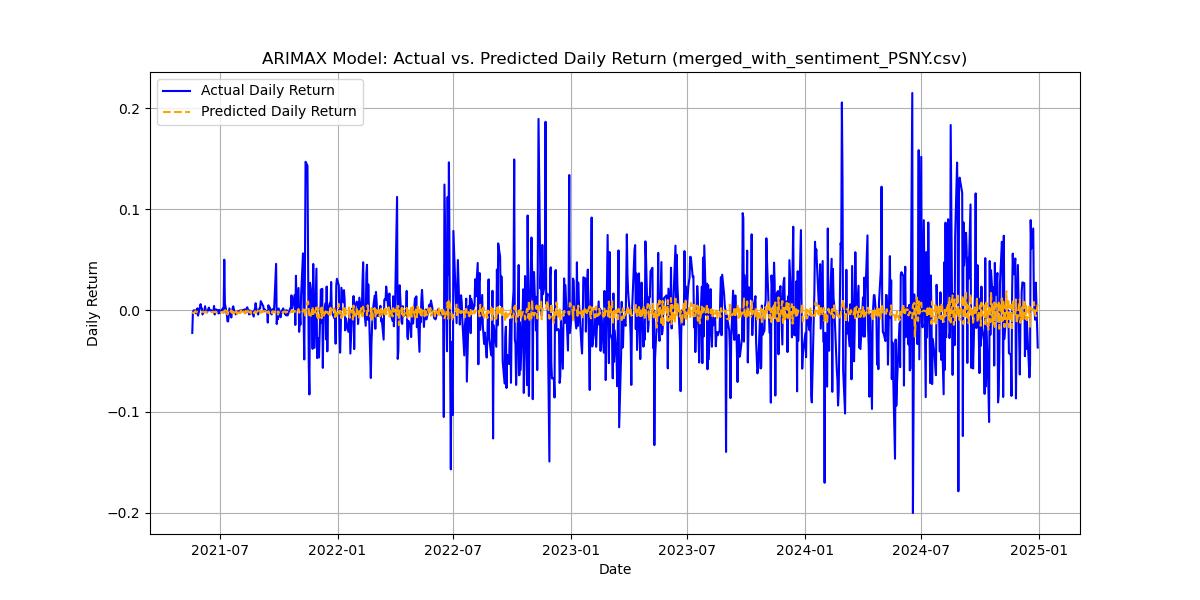 ARIMAX Model: Actual vs. Predicted Daily Return (merged_with_sentiment_PSNY.csv)
Actual Daily Return
Predicted Daily Return
Daily Return
0.2
0.1
0.0
−0.1
−0.2
2021-07 2022-01 2022-07 2023-01 2023-07 2024-01 2024-07 2025-01
Date